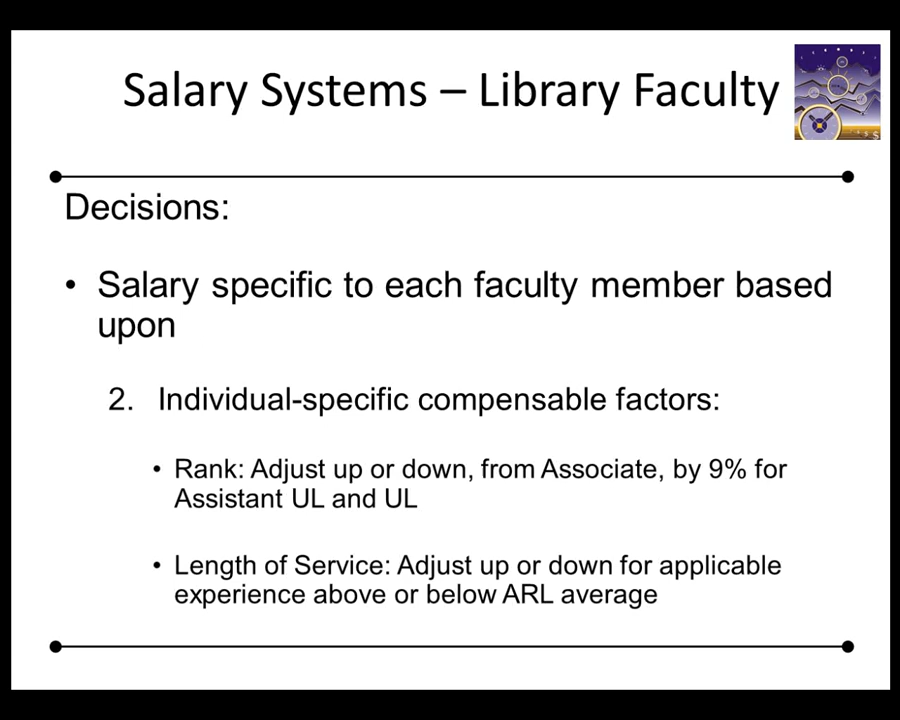 Salary Systems – Library Faculty
Decisions:
• Salary specific to each faculty member based
upon
2. Individual-specific compensable factors:
• Rank: Adjust up or down, from Associate, by 9% for
Assistant UL and UL
• Length of Service: Adjust up or down for applicable
experience above or below ARL average